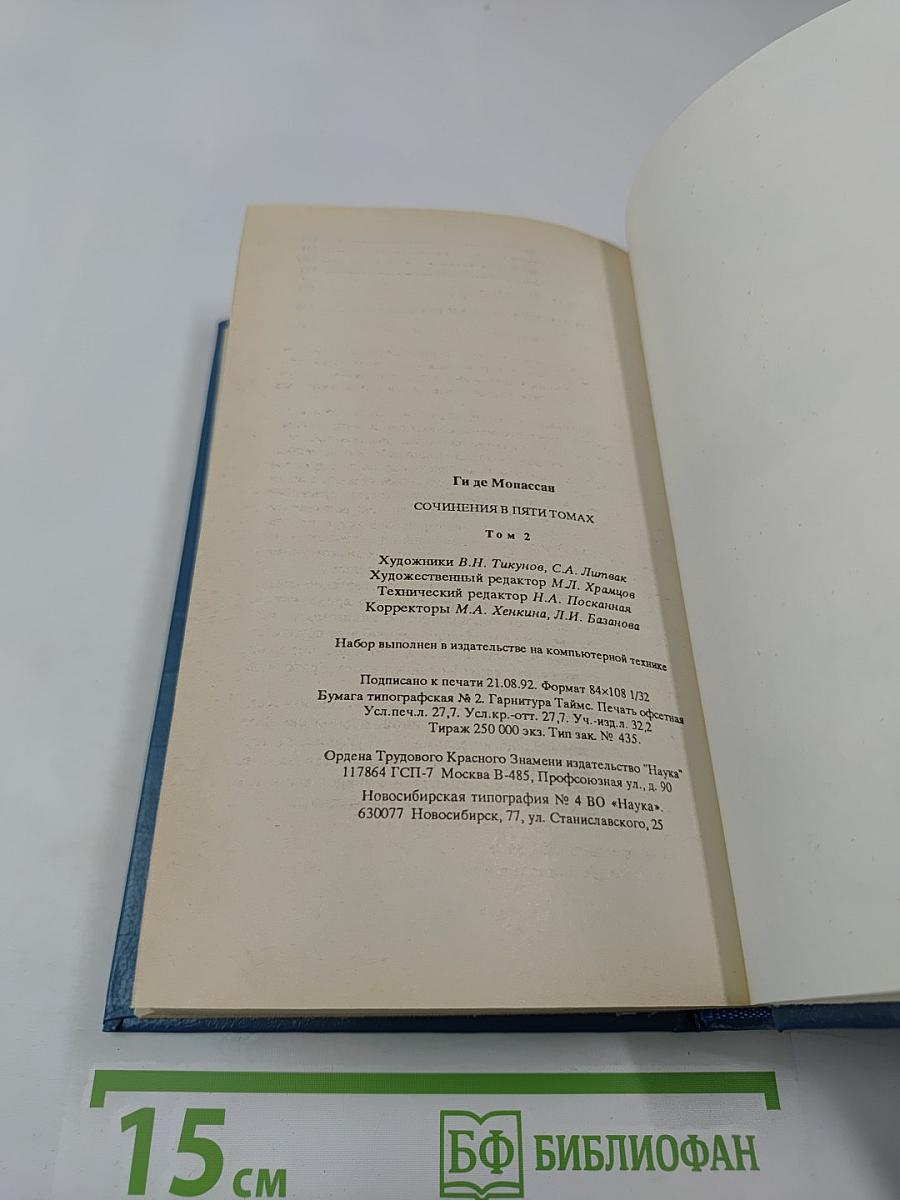 Ги де Мопассан
СОЧИНЕНИЯ В ПЯТИ ТОМАХ
Том 2
Художники В.Н. Тикунов, С.А. Литвак
Художественный редактор М.Л. Храмцов
Технический редактор Н.А. Посканная
Корректоры М.А. Хенкина, Л.И. Базанова
Набор выполнен в издательстве на компьютерной технике
Подписано к печати 21.08.92. Формат 84×108 1/32
Бумага типографская № 2. Гарнитура Таймс. Печать офсетная
Усл.печ.л. 27,7. Усл.кр.-отт. 27,7. Уч.-изд.л. 32,2
Тираж 250 000 экз. Тип зак. № 435.
Ордена Трудового Красного Знамени издательство "Наука"
117864 ГСП-7 Москва В-485, Профсоюзная ул., д. 90
Новосибирская типография № 4 ВО «Наука».
630077 Новосибирск, 77, ул. Станиславского, 25
15 см
БФ БИБЛИОФАН